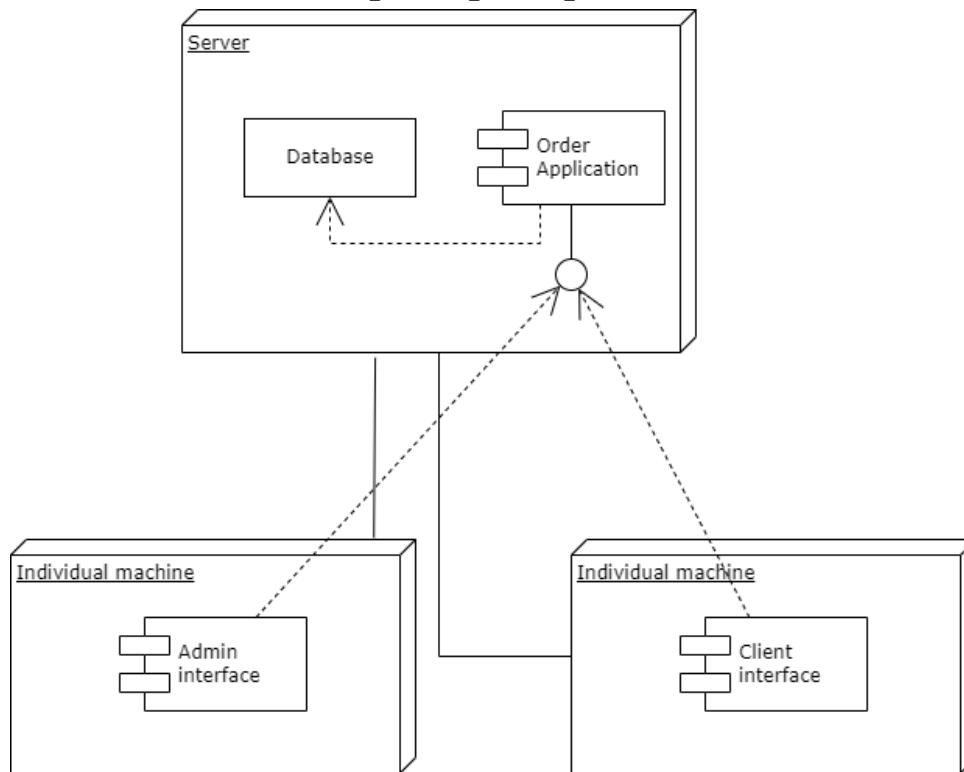 Server
Database
Order
Application
Individual machine
Admin
interface
Individual machine
Client
interface